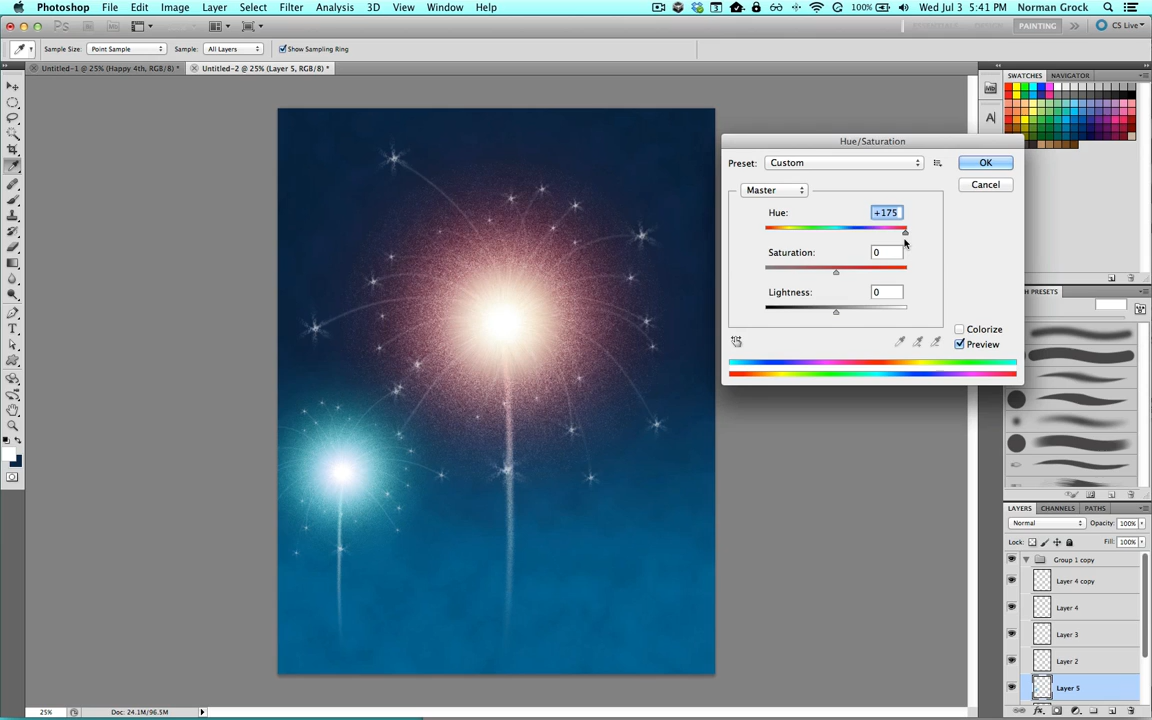 Photoshop File Edit Image Layer Select Filter Analysis 3D View Window Help 100% Wed Jul 3 5:41 PM Norman Grock
Ps Mb 25% PAINTING CS Live
Sample Size: Point Sample Sample: All Layers Show Sampling Ring
Untitled-1 @ 25% (Happy 4th, RGB/8) * Untitled-2 @ 25% (Layer 5, RGB/8) *
SWATCHES NAVIGATOR
Hue/Saturation
Preset: Custom OK
Cancel
Master
Hue: +175
Saturation: 0
Lightness: 0
Colorize
Preview
H PRESETS
LAYERS CHANNELS PATHS
Normal Opacity: 100%
Lock: Fill: 100%
Group 1 copy
Layer 4 copy
Layer 4
Layer 3
Layer 2
Layer 5
25% Doc: 24.1M/96.5M